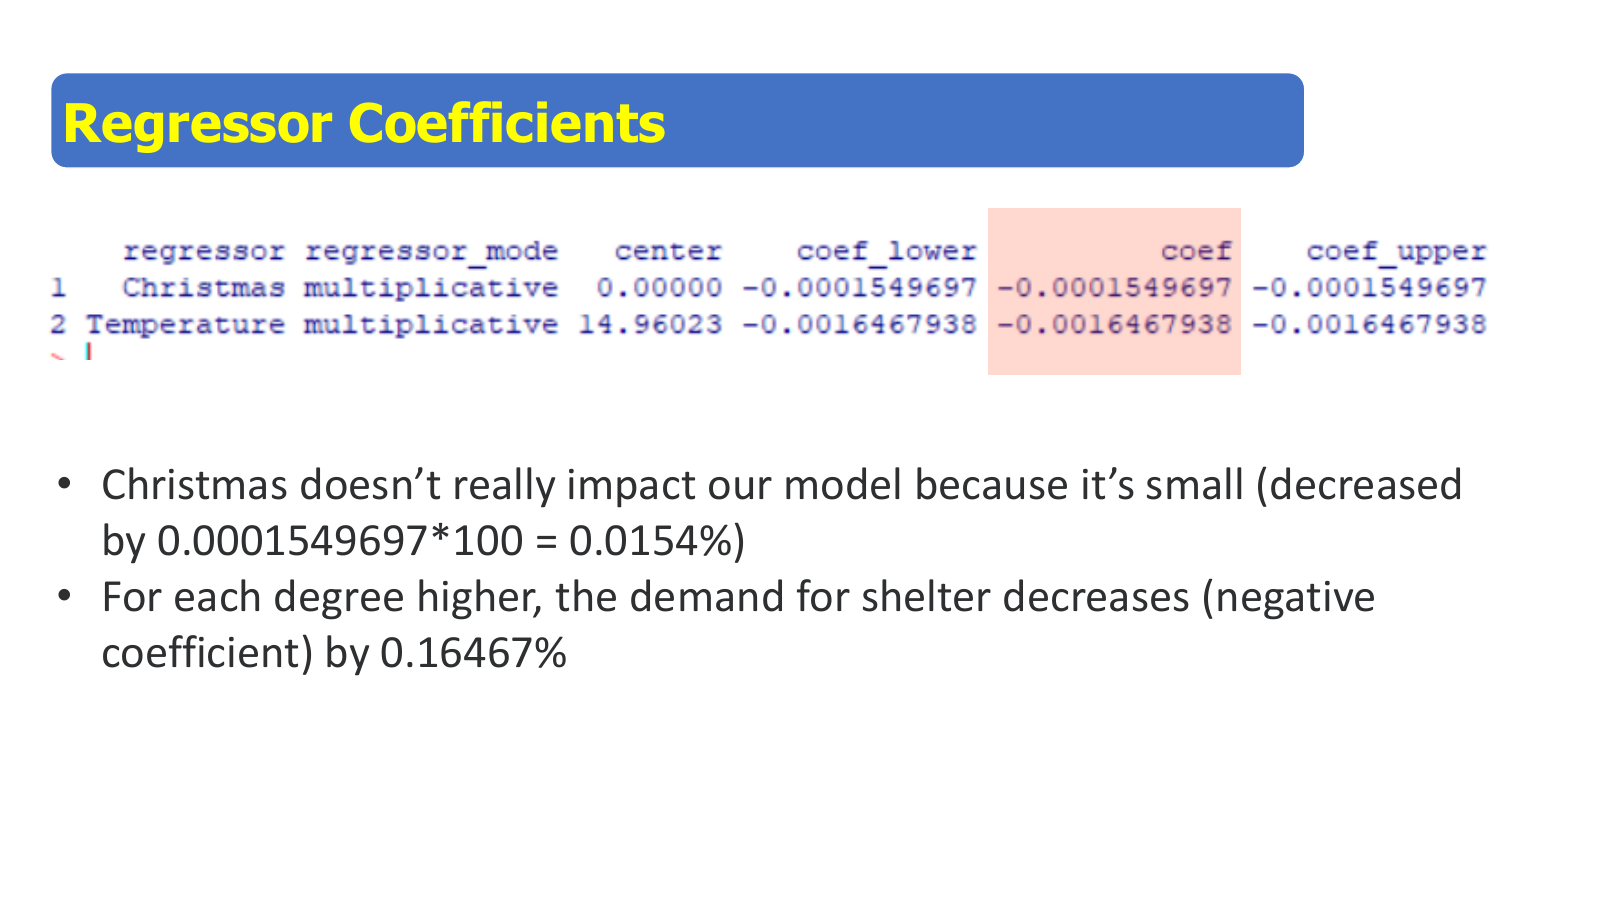 Regressor Coefficients
regressor regressor_mode center coef_lower coef coef_upper
1 Christmas multiplicative 0.00000 -0.0001549697 -0.0001549697 -0.0001549697
2 Temperature multiplicative 14.96023 -0.0016467938 -0.0016467938 -0.0016467938
• Christmas doesn’t really impact our model because it’s small (decreased
by 0.0001549697*100 = 0.0154%)
• For each degree higher, the demand for shelter decreases (negative
coefficient) by 0.16467%